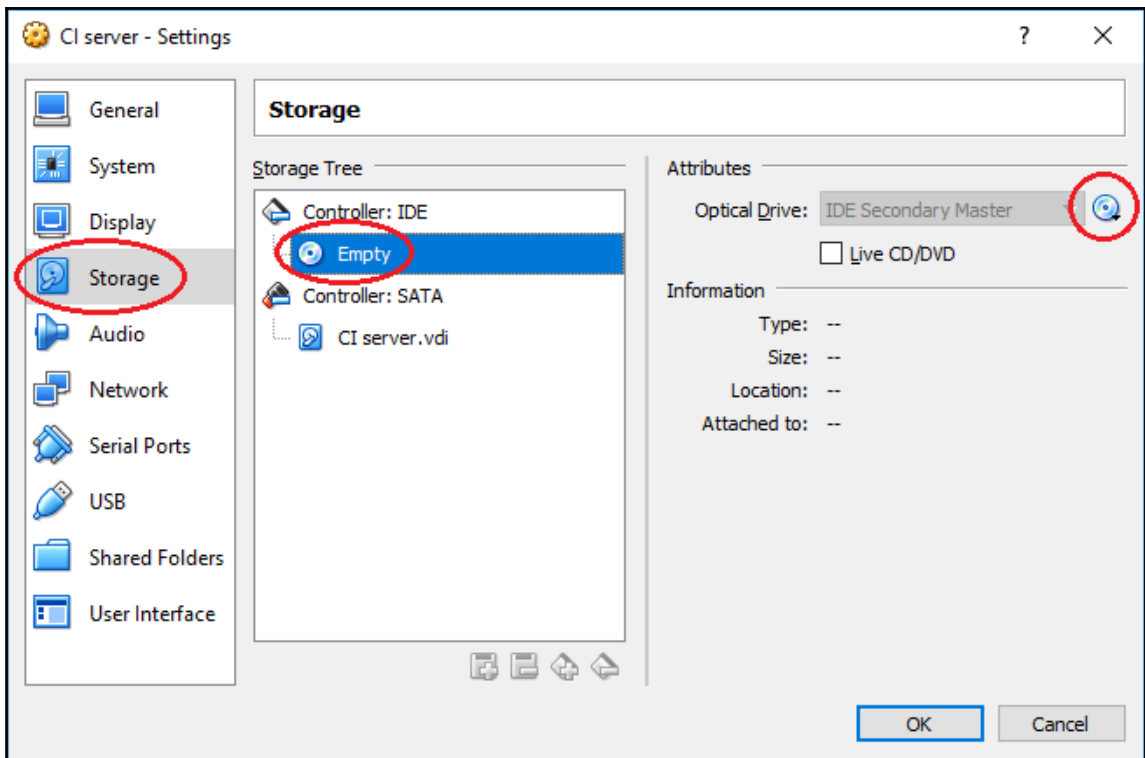 CI server - Settings
?
General
System
Display
Storage
Audio
Network
Serial Ports
USB
Shared Folders
User Interface
Storage
Storage Tree
Controller: IDE
Empty
Controller: SATA
CI server.vdi
Attributes
Optical Drive: IDE Secondary Master
Live CD/DVD
Information
Type: --
Size: --
Location: --
Attached to: --
OK
Cancel